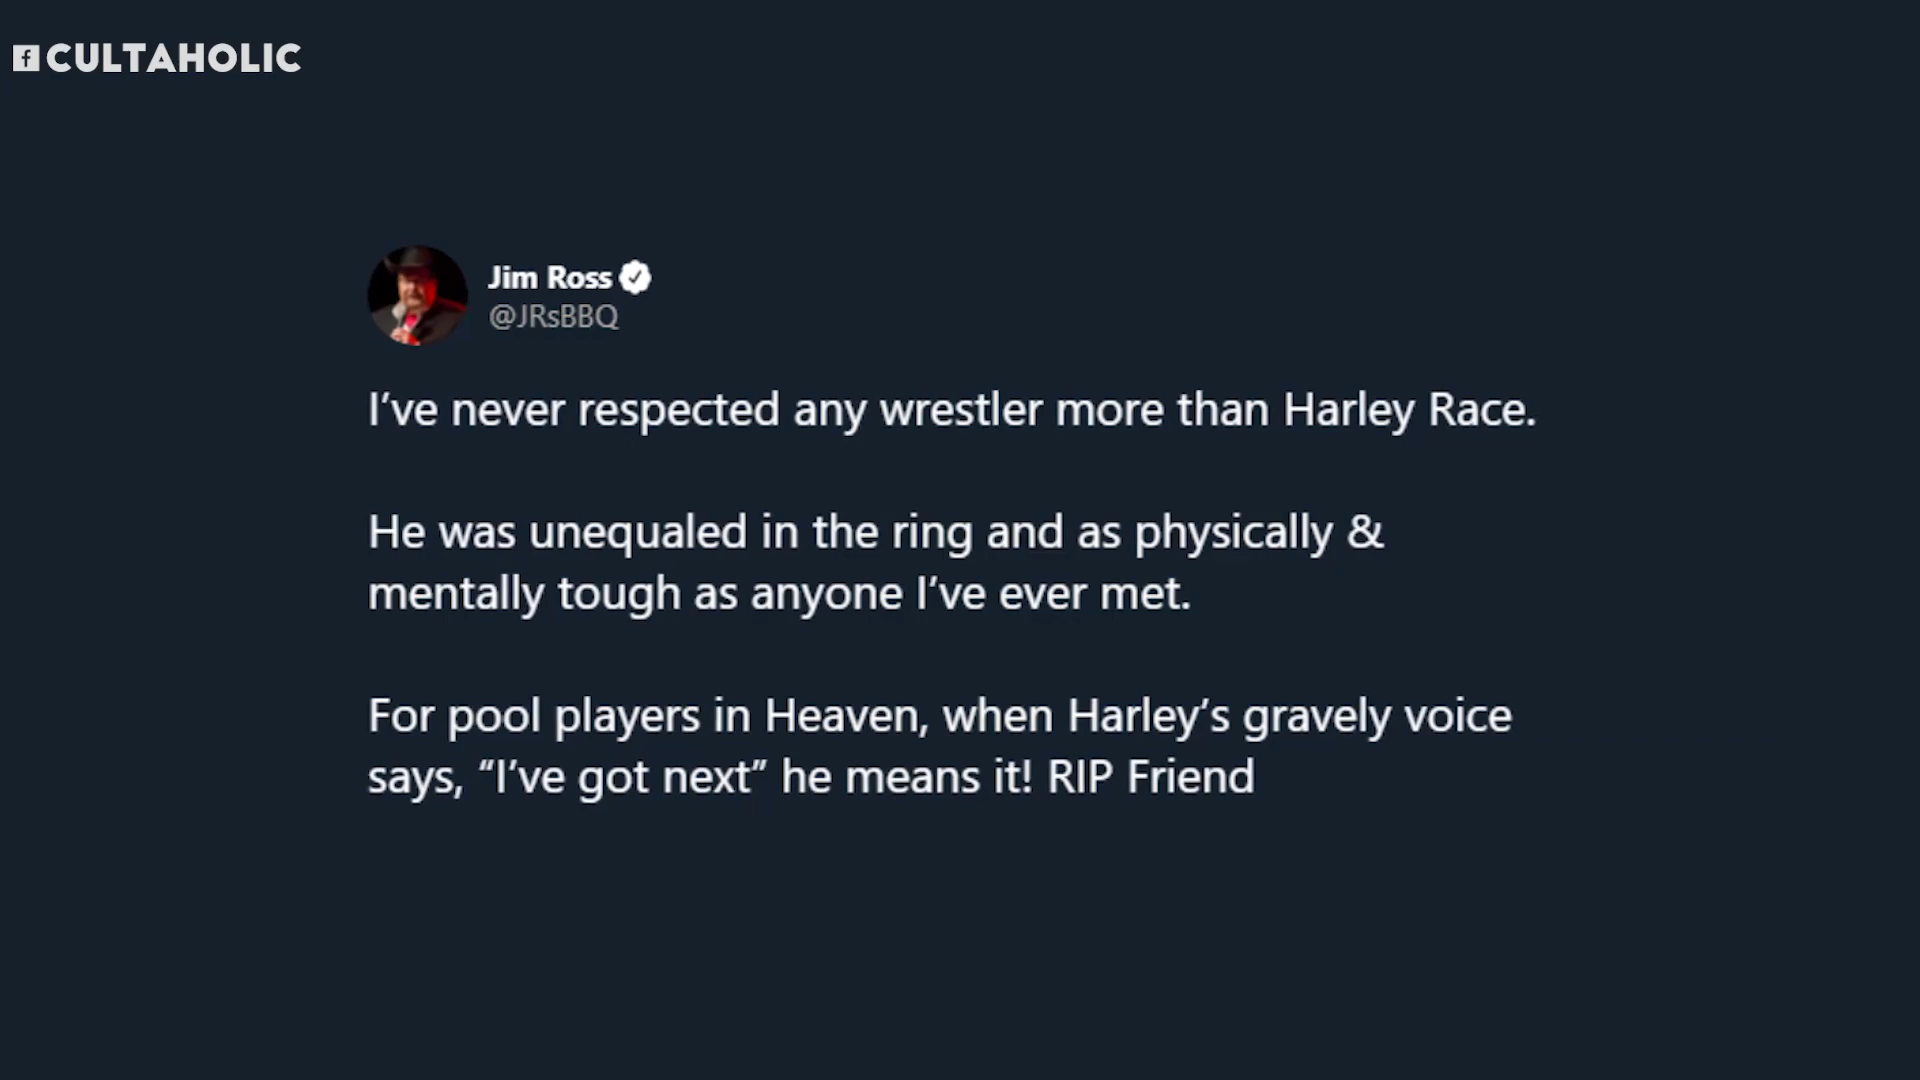 CULTAHOLIC
Jim Ross
@JRsBBQ
I’ve never respected any wrestler more than Harley Race.
He was unequaled in the ring and as physically &
mentally tough as anyone I’ve ever met.
For pool players in Heaven, when Harley’s gravely voice
says, “I’ve got next” he means it! RIP Friend